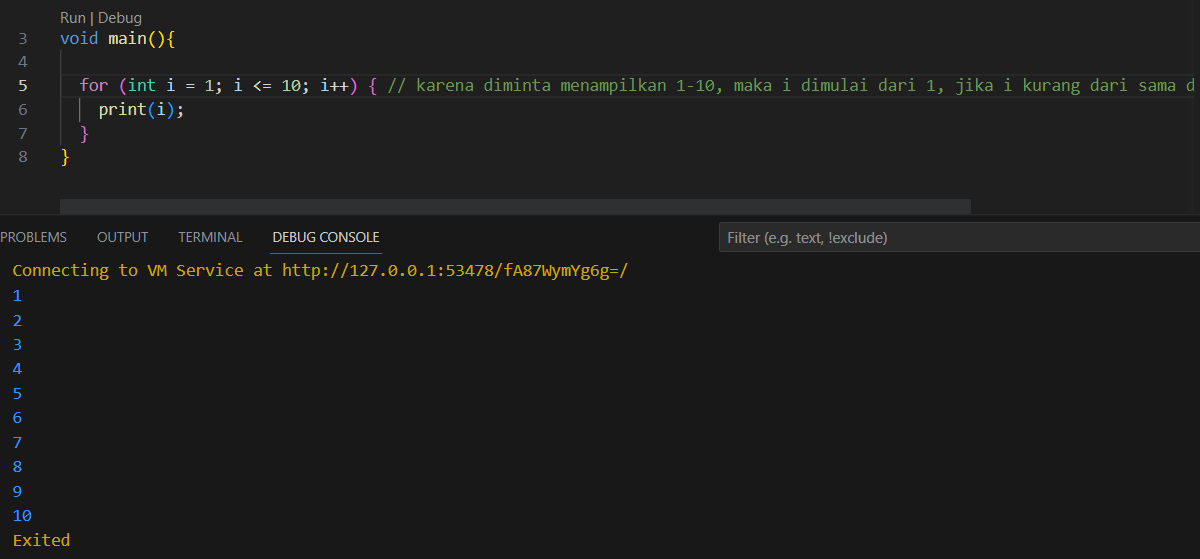 Run | Debug
3 void main(){
4
5 for (int i = 1; i <= 10; i++) { // karena diminta menampilkan 1-10, maka i dimulai dari 1, jika i kurang dari sama d
6 print(i);
7 }
8 }
PROBLEMS OUTPUT TERMINAL DEBUG CONSOLE Filter (e.g. text, !exclude)
Connecting to VM Service at http://127.0.0.1:53478/fA87WymYg6g=/
1
2
3
4
5
6
7
8
9
10
Exited